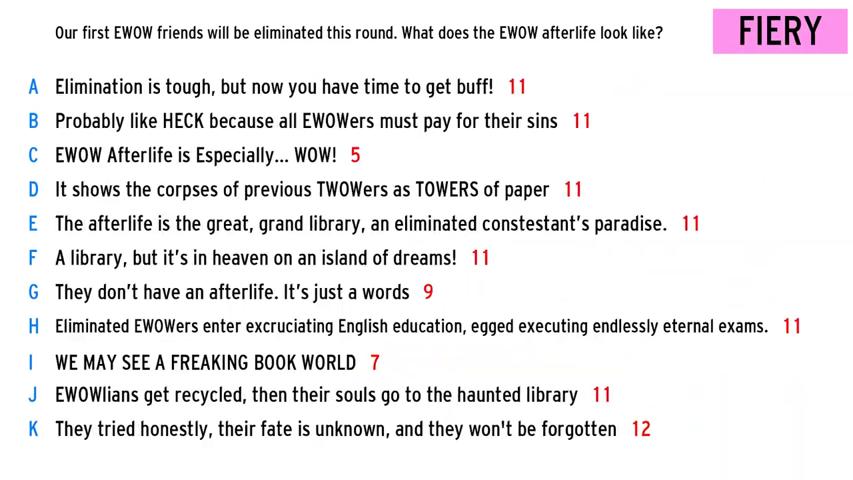 Our first EWOW friends will be eliminated this round. What does the EWOW afterlife look like?
FIERY
A Elimination is tough, but now you have time to get buff! 11
B Probably like HECK because all EWOWers must pay for their sins 11
C EWOW Afterlife is Especially... WOW! 5
D It shows the corpses of previous TWOWers as TOWERS of paper 11
E The afterlife is the great, grand library, an eliminated constestant's paradise. 11
F A library, but it's in heaven on an island of dreams! 11
G They don't have an afterlife. It's just a words 9
H Eliminated EWOWers enter excruciating English education, egged executing endlessly eternal exams. 11
I WE MAY SEE A FREAKING BOOK WORLD 7
J EWOWlians get recycled, then their souls go to the haunted library 11
K They tried honestly, their fate is unknown, and they won't be forgotten 12